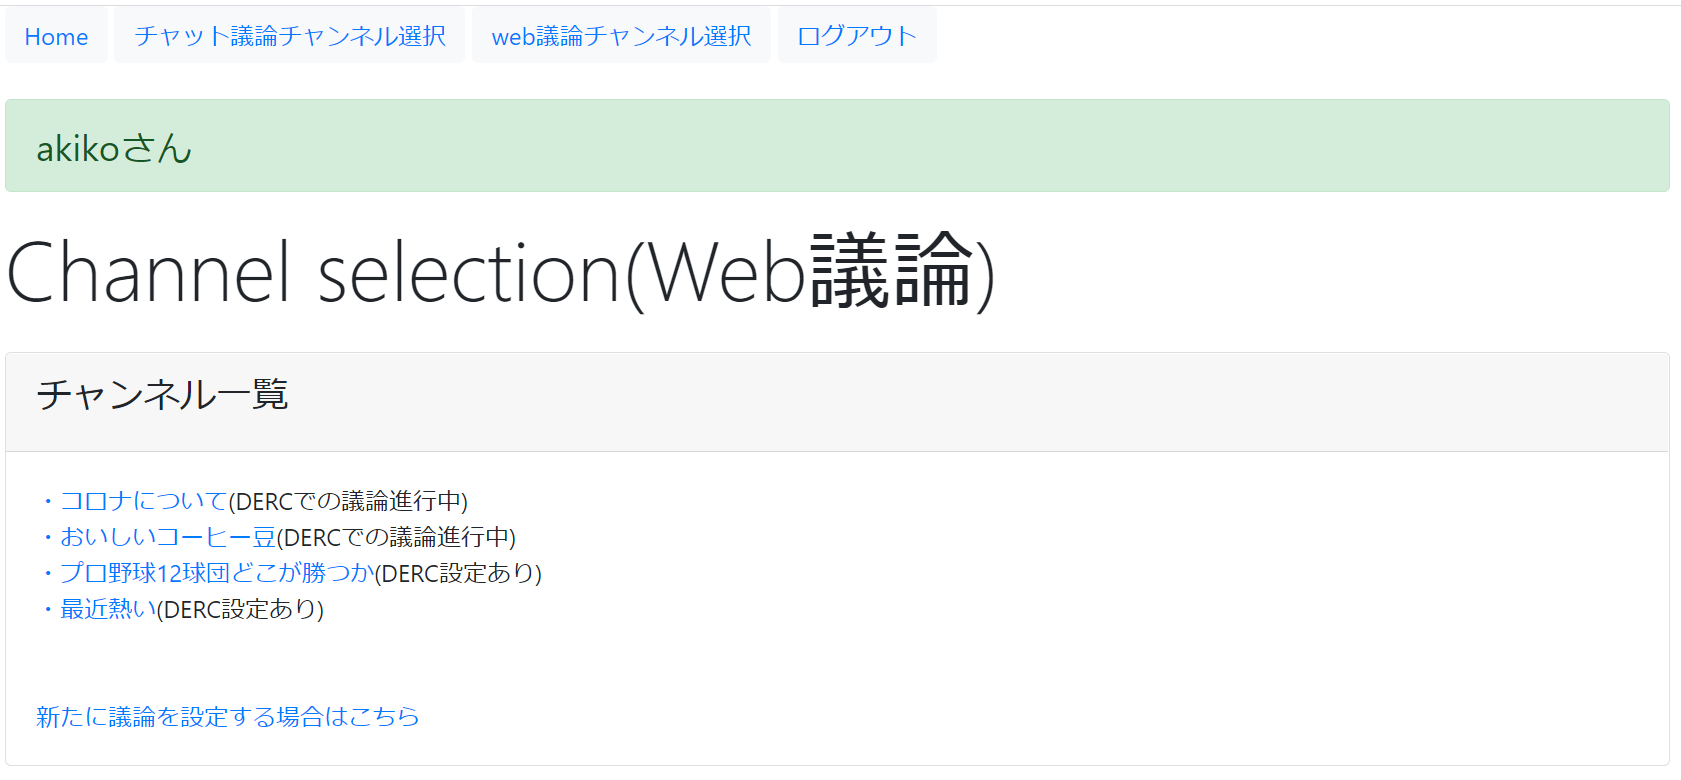 Home チャット議論チャンネル選択 web議論チャンネル選択 ログアウト
akikoさん
Channel selection(Web議論)
チャンネル一覧
・コロナについて(DERCでの議論進行中)
・おいしいコーヒー豆(DERCでの議論進行中)
・プロ野球12球団どこが勝つか(DERC設定あり)
・最近熱い(DERC設定あり)
新たに議論を設定する場合はこちら